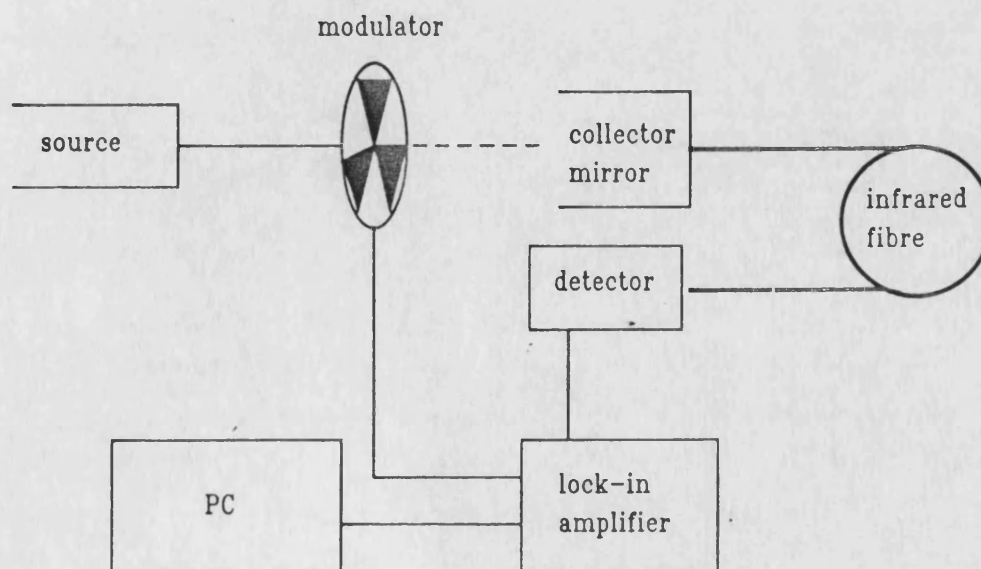 modulator
source
collector
mirror
infrared
fibre
detector
PC
lock-in
amplifier